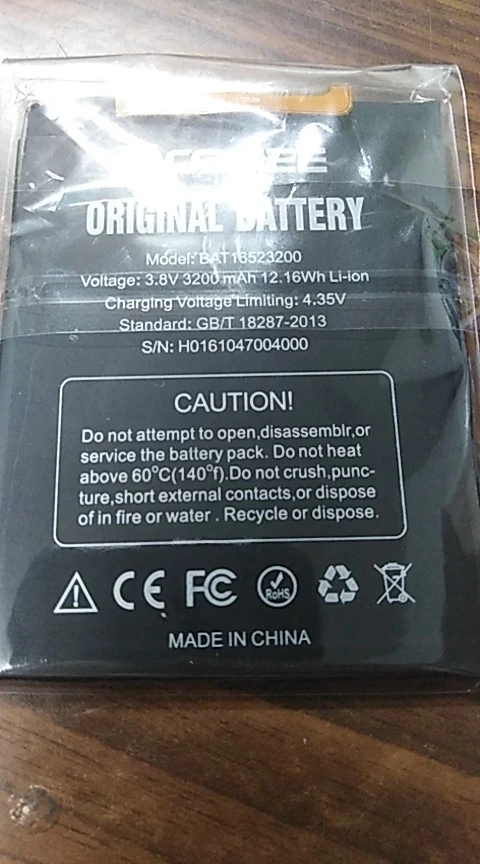 ORIGINAL BATTERY
Model: BAT16523200
Voltage: 3.8V 3200 mAh 12.16Wh Li-ion
Charging Voltage Limiting: 4.35V
Standard: GB/T 18287-2013
S/N: H0161047004000
CAUTION!
Do not attempt to open,disassemblr,or
service the battery pack. Do not heat
above 60°C(140°f).Do not crush,punc-
ture,short external contacts,or dispose
of in fire or water . Recycle or dispose.
CE FC RoHS
MADE IN CHINA